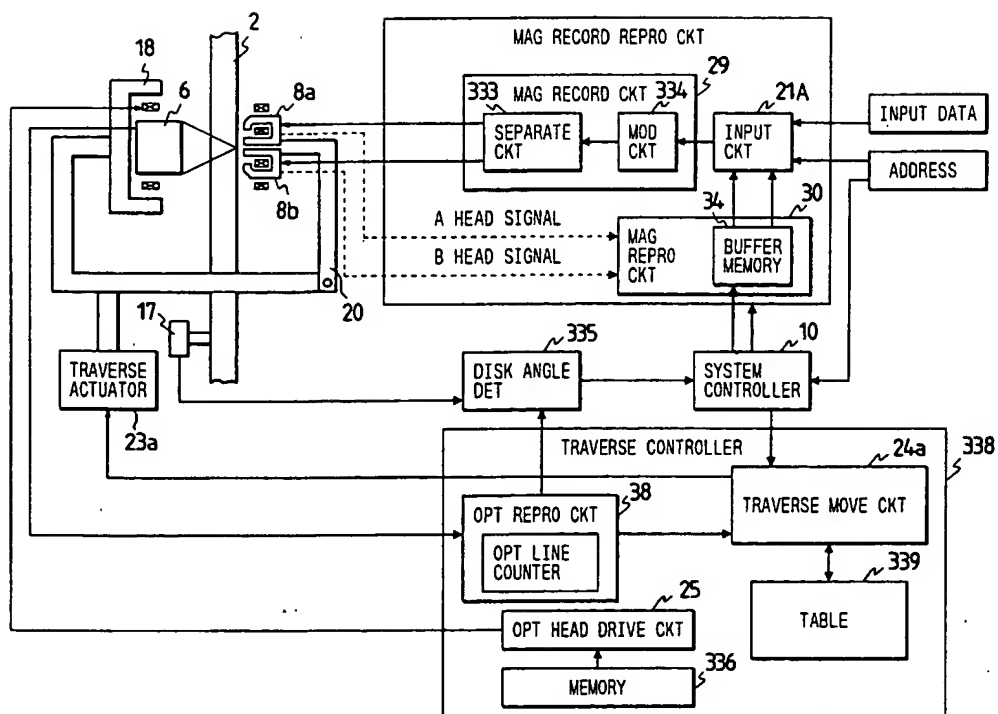 2
18
6
8a
8b
20
17
MAG RECORD REPRO CKT
29
MAG RECORD CKT
333
SEPARATE
CKT
334
MOD
CKT
21A
INPUT
CKT
INPUT DATA
ADDRESS
A HEAD SIGNAL
B HEAD SIGNAL
30
MAG
REPRO
CKT
34
BUFFER
MEMORY
TRAVERSE
ACTUATOR
23a
335
DISK ANGLE
DET
10
SYSTEM
CONTROLLER
TRAVERSE CONTROLLER
338
24a
TRAVERSE MOVE CKT
38
OPT REPRO CKT
OPT LINE
COUNTER
339
TABLE
25
OPT HEAD DRIVE CKT
336
MEMORY